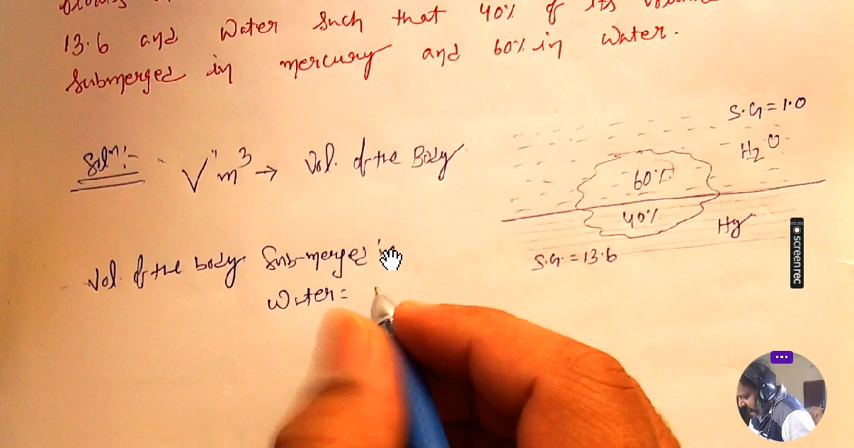 40% of its
13.6 and Water such that
submerged in mercury and 60% in water.
S.G = 1.0
Solnː-
"V" m³ → Vol. of the Body
H₂O
60%
40%
Hg
S.G. = 13.6
Vol. of the body Sub-merged in
Water =
screenrec